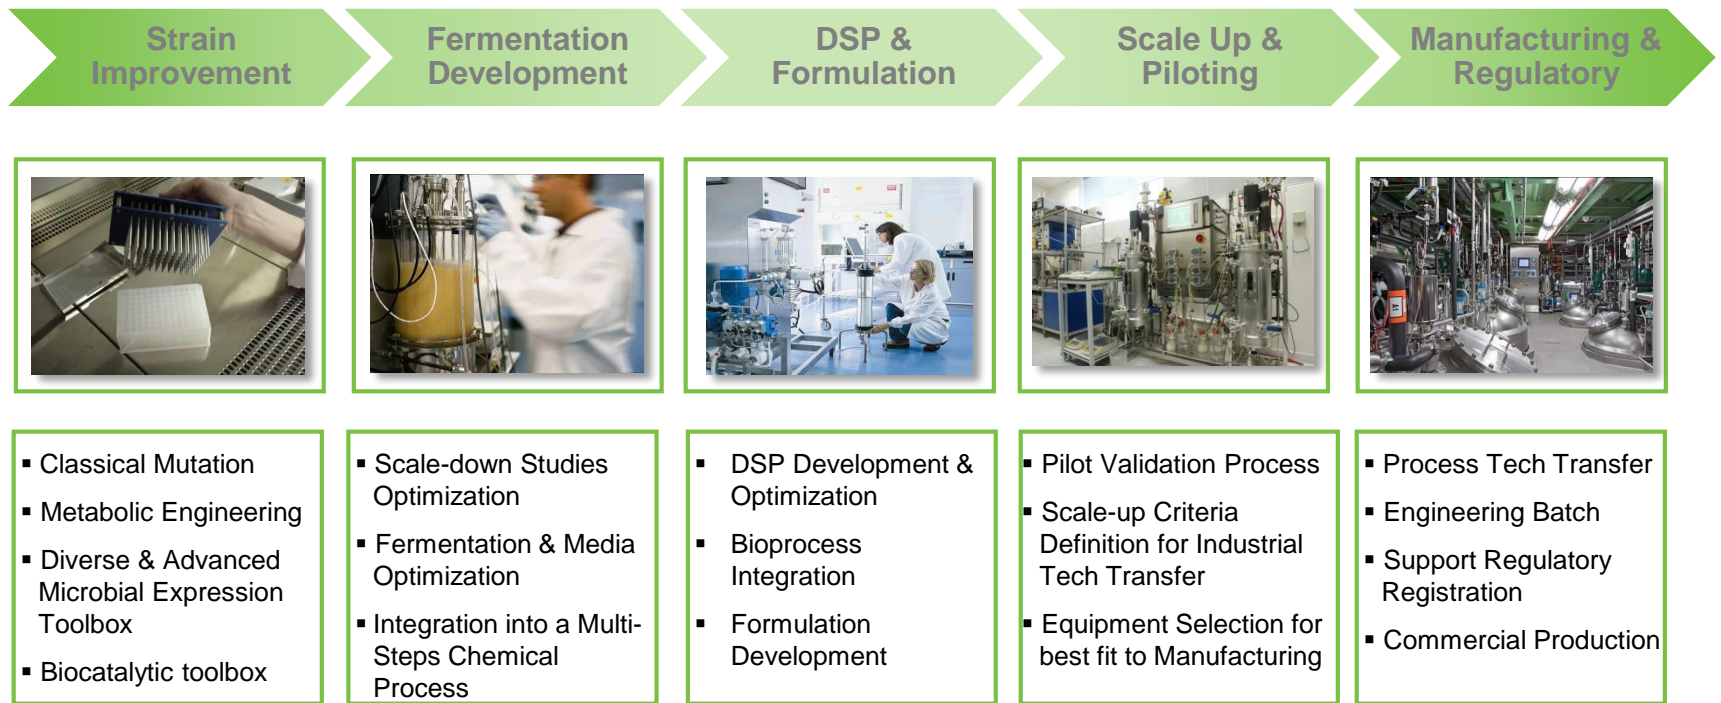 Strain
Improvement
Fermentation
Development
DSP &
Formulation
Scale Up &
Piloting
Manufacturing &
Regulatory
▪ Classical Mutation
▪ Metabolic Engineering
▪ Diverse & Advanced
Microbial Expression
Toolbox
▪ Biocatalytic toolbox
▪ Scale-down Studies
Optimization
▪ Fermentation & Media
Optimization
▪ Integration into a Multi-
Steps Chemical
Process
▪ DSP Development &
Optimization
▪ Bioprocess
Integration
▪ Formulation
Development
▪ Pilot Validation Process
▪ Scale-up Criteria
Definition for Industrial
Tech Transfer
▪ Equipment Selection for
best fit to Manufacturing
▪ Process Tech Transfer
▪ Engineering Batch
▪ Support Regulatory
Registration
▪ Commercial Production